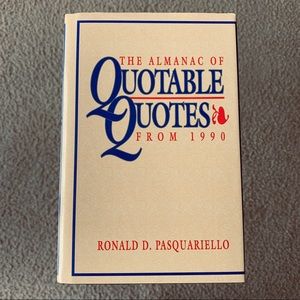 THE ALMANAC OF
QUOTABLE
QUOTES
FROM 1990
RONALD D. PASQUARIELLO